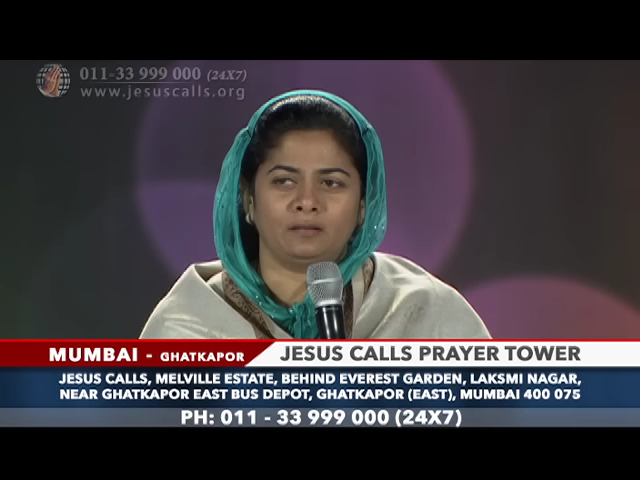 011-33 999 000 (24X7)
www.jesuscalls.org
MUMBAI - GHATKAPOR
JESUS CALLS PRAYER TOWER
JESUS CALLS, MELVILLE ESTATE, BEHIND EVEREST GARDEN, LAKSMI NAGAR,
NEAR GHATKAPOR EAST BUS DEPOT, GHATKAPOR (EAST), MUMBAI 400 075
PH: 011 - 33 999 000 (24X7)